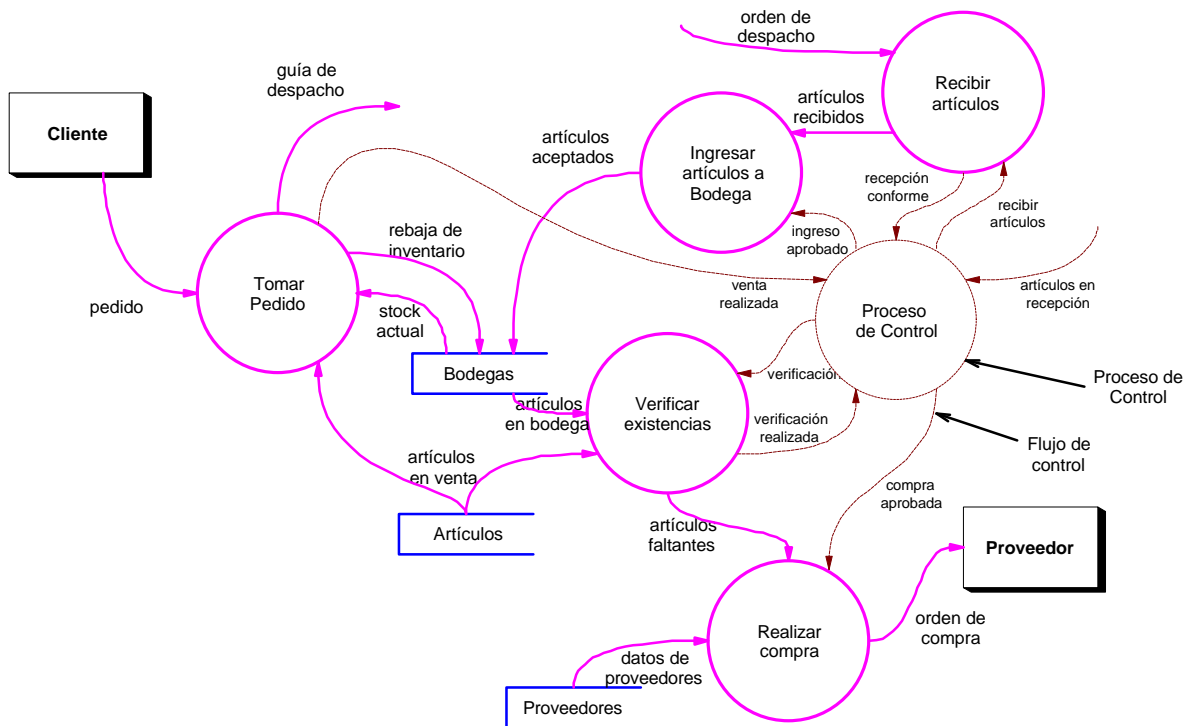 orden de
despacho
guía de
despacho
Recibir
artículos
Cliente
artículos
recibidos
artículos
aceptados
Ingresar
artículos a
Bodega
recepción
conforme
recibir
artículos
ingreso
aprobado
rebaja de
inventario
Tomar
Pedido
pedido
stock
actual
venta
realizada
artículos en
recepción
Proceso
de Control
Bodegas
verificación
Proceso de
Control
artículos
en bodega
Verificar
existencias
verificación
realizada
Flujo de
control
artículos
en venta
compra
aprobada
Artículos
artículos
faltantes
Proveedor
Realizar
compra
orden de
compra
datos de
proveedores
Proveedores